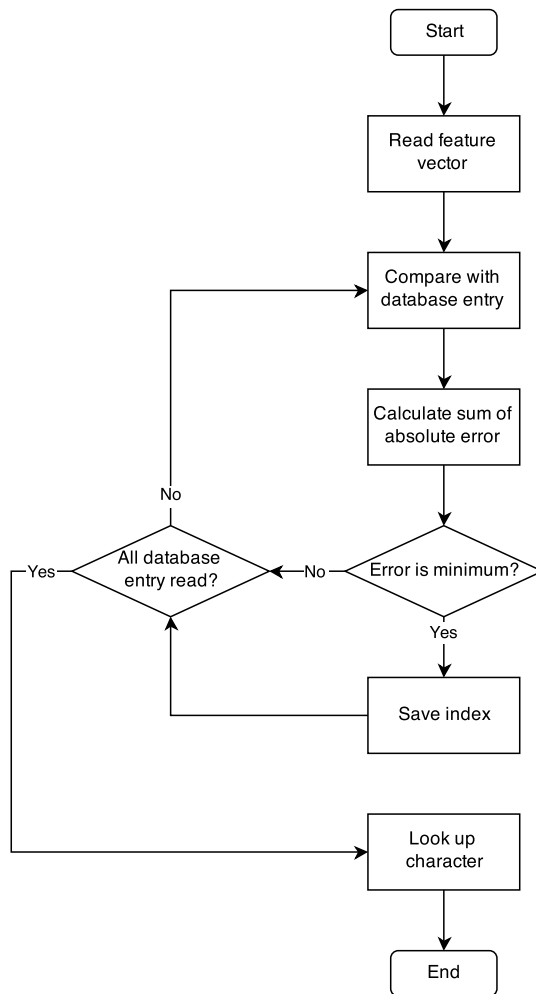 Start
Read feature
vector
Compare with
database entry
Calculate sum of
absolute error
No
All database
entry read?
Yes
No
Error is minimum?
Yes
Save index
Look up
character
End